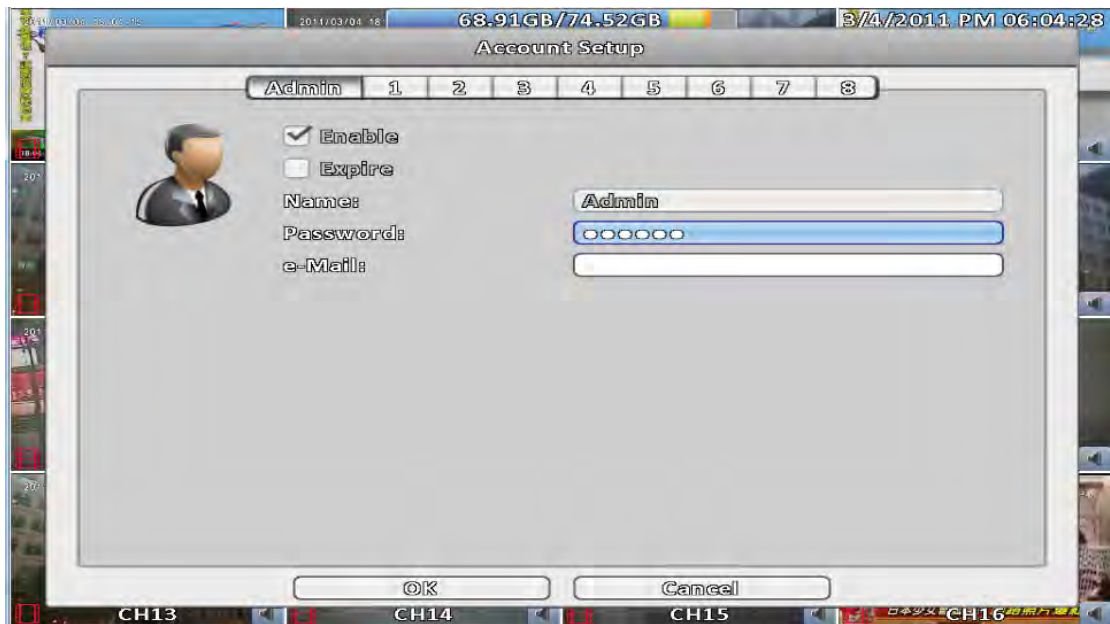 2011/03/04 18 68.91GB/74.52GB 3/4/2011 PM 06:04:28
Account Setup
Admin 1 2 3 4 5 6 7 8
Enable
Expire
Name: Admin
Password:
e-Mail:
OK Cancel
CH13 CH14 CH15 CH16